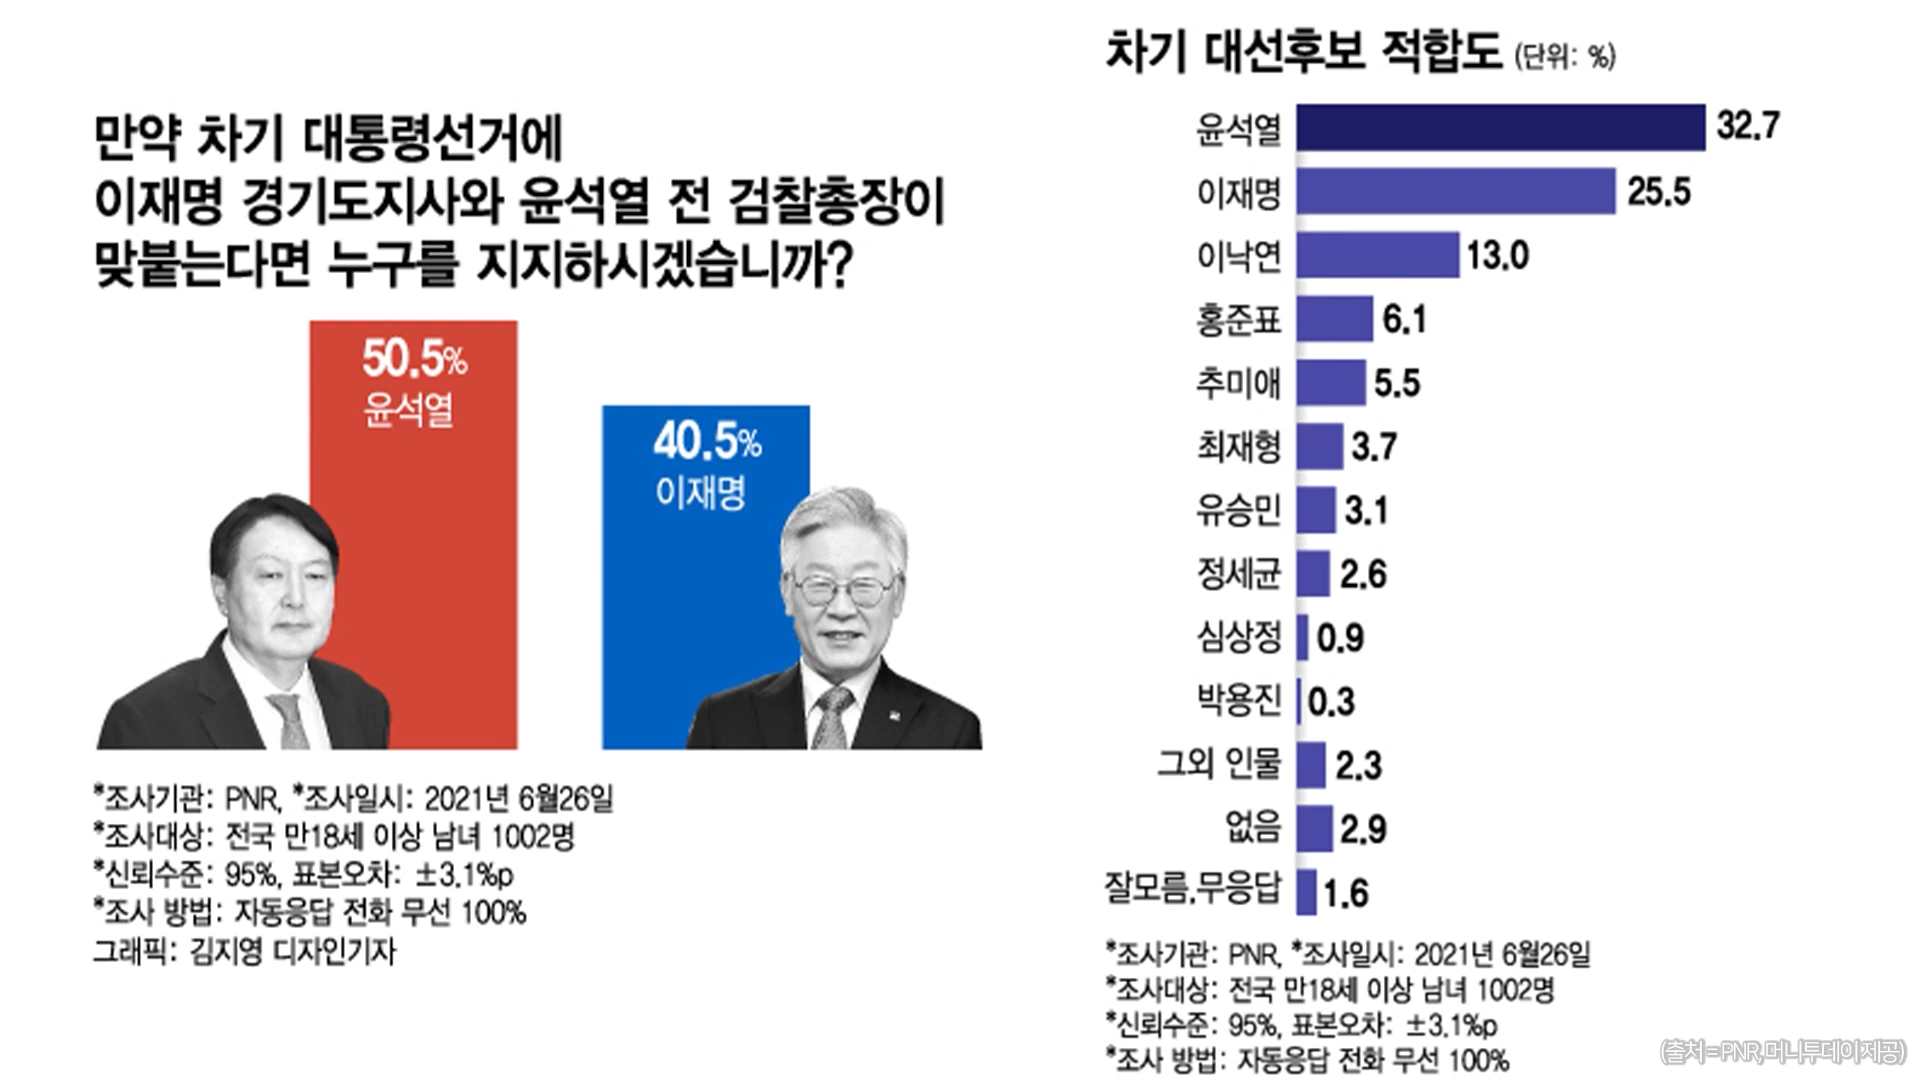 만약 차기 대통령선거에
이재명 경기도지사와 윤석열 전 검찰총장이
맞붙는다면 누구를 지지하시겠습니까?
50.5%
윤석열
40.5%
이재명
*조사기관: PNR, *조사일시: 2021년 6월26일
*조사대상: 전국 만18세 이상 남녀 1002명
*신뢰수준: 95%, 표본오차: ±3.1%p
*조사 방법: 자동응답 전화 무선 100%
그래픽: 김지영 디자인기자
차기 대선후보 적합도 (단위: %)
윤석열 32.7
이재명 25.5
이낙연 13.0
홍준표 6.1
추미애 5.5
최재형 3.7
유승민 3.1
정세균 2.6
심상정 0.9
박용진 0.3
그외 인물 2.3
없음 2.9
잘모름.무응답 1.6
*조사기관: PNR, *조사일시: 2021년 6월26일
*조사대상: 전국 만18세 이상 남녀 1002명
*신뢰수준: 95%, 표본오차: ±3.1%p
*조사 방법: 자동응답 전화 무선 100%
(출처=PNR,머니투데이제공)